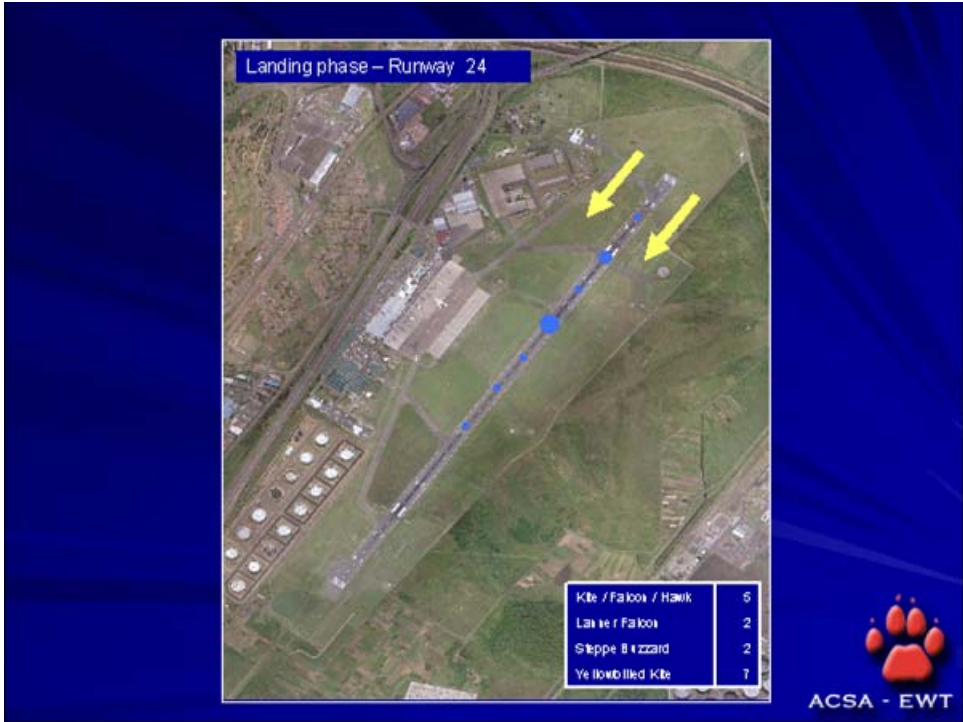 Landing phase – Runway 24
Kite / Falcon / Hawk 5
Lanner Falcon 2
Steppe Buzzard 2
Yellowbilled Kite 7
ACSA - EWT